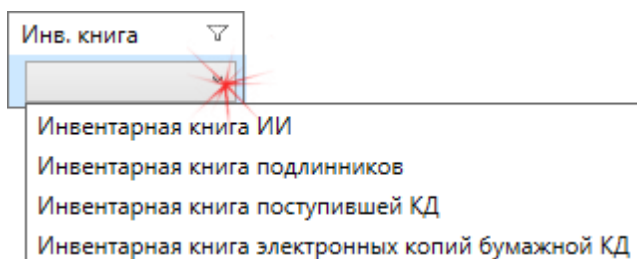 Инв. книга
Инвентарная книга ИИ
Инвентарная книга подлинников
Инвентарная книга поступившей КД
Инвентарная книга электронных копий бумажной КД